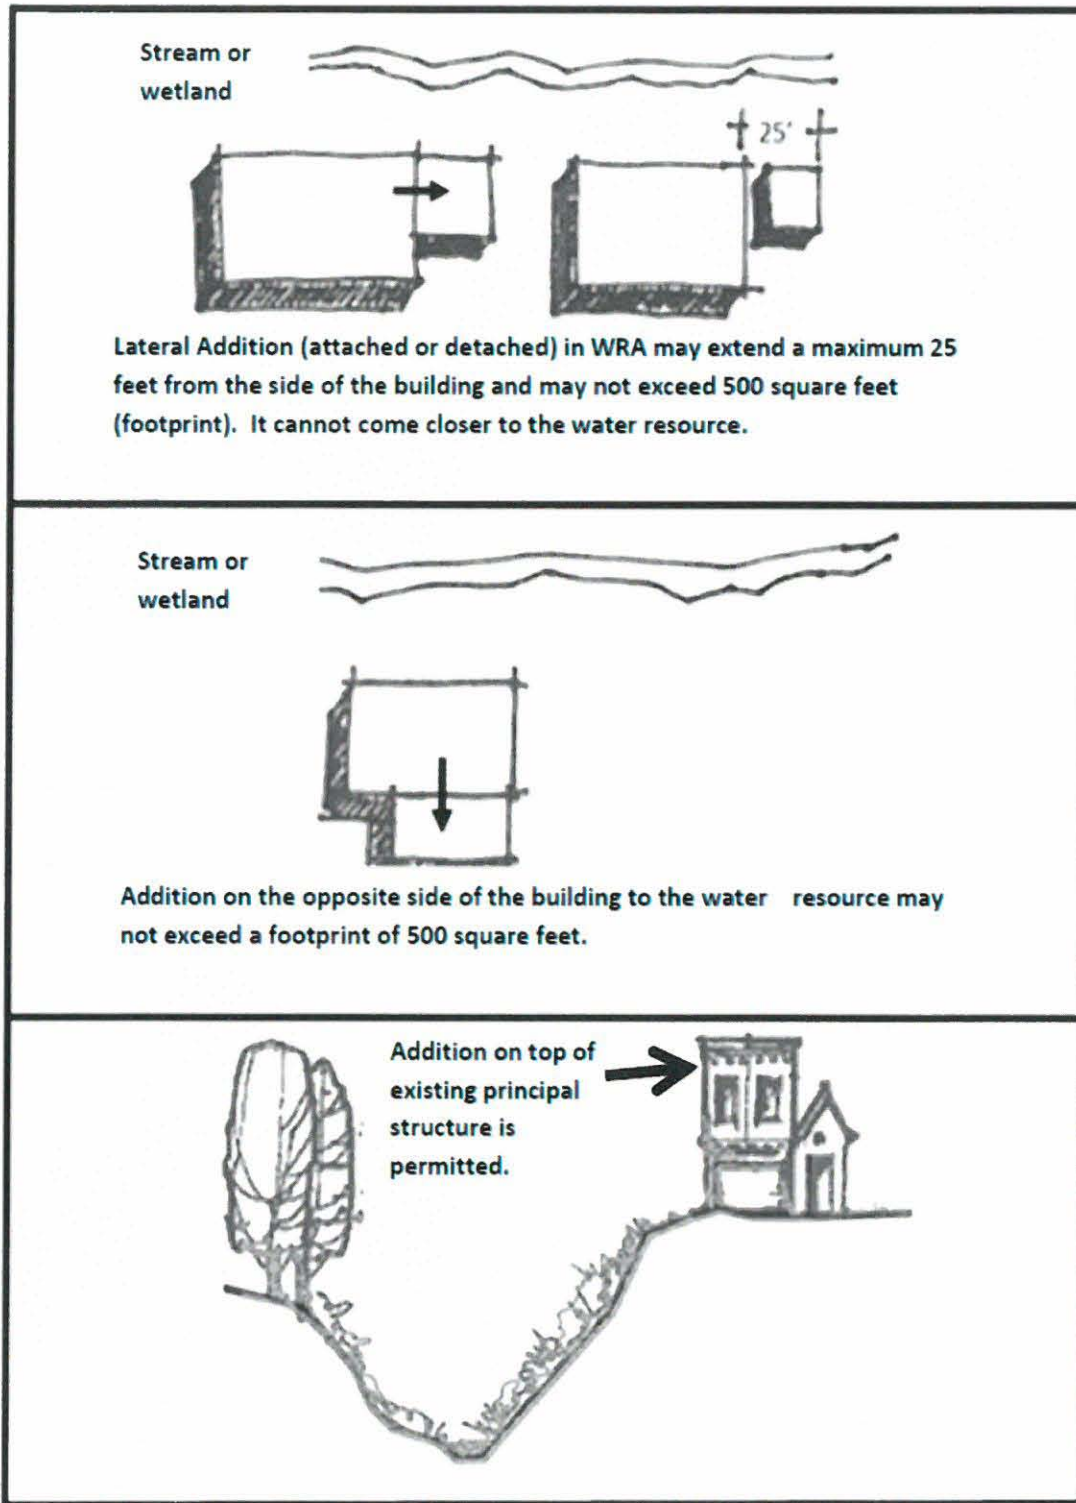 Stream or
wetland
25'
Lateral Addition (attached or detached) in WRA may extend a maximum 25
feet from the side of the building and may not exceed 500 square feet
(footprint). It cannot come closer to the water resource.
Stream or
wetland
Addition on the opposite side of the building to the water resource may
not exceed a footprint of 500 square feet.
Addition on top of
existing principal
structure is
permitted.